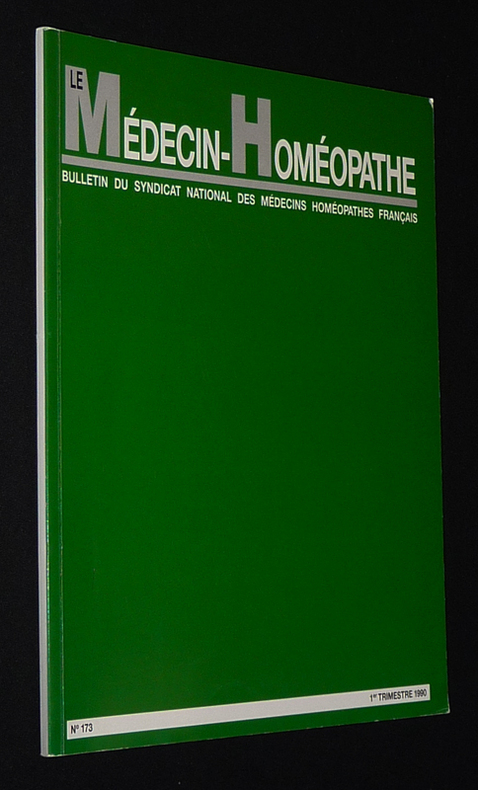 LE
MÉDECIN-HOMÉOPATHE
BULLETIN DU SYNDICAT NATIONAL DES MÉDECINS HOMÉOPATHES FRANÇAIS
N° 173
1er TRIMESTRE 1990